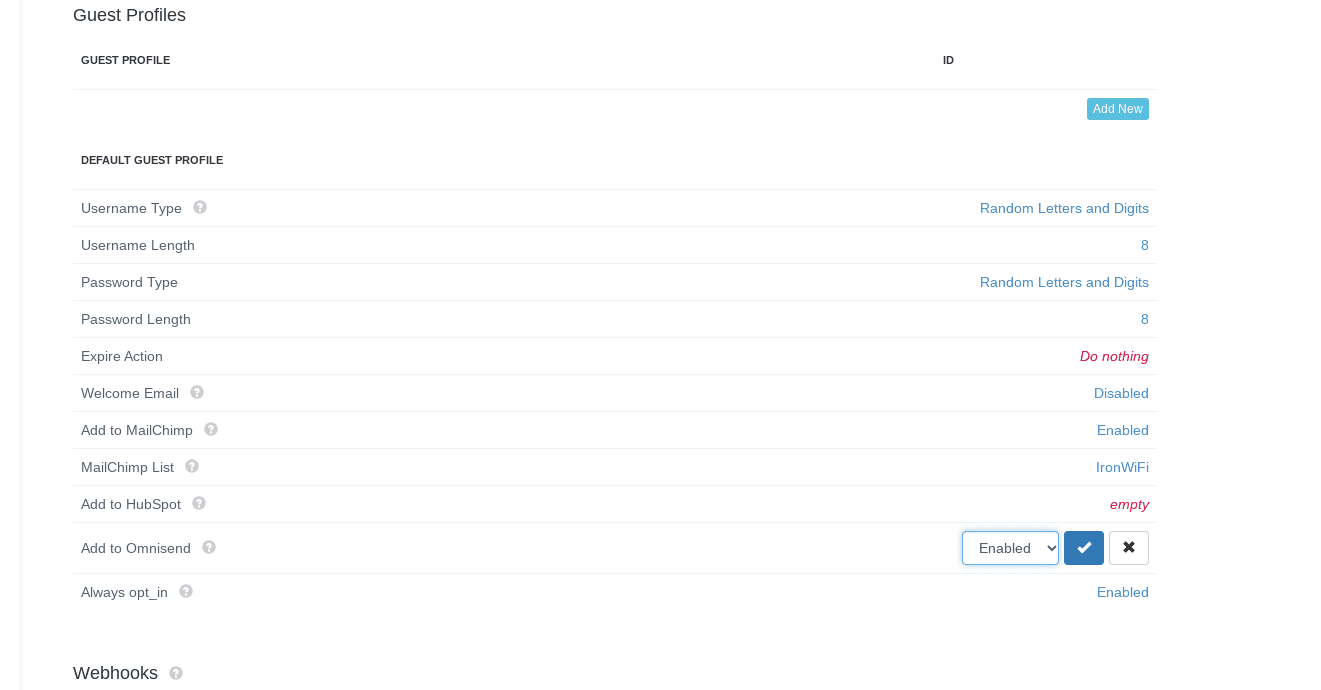 Guest Profiles
GUEST PROFILE ID
Add New
DEFAULT GUEST PROFILE
Username Type Random Letters and Digits
Username Length 8
Password Type Random Letters and Digits
Password Length 8
Expire Action Do nothing
Welcome Email Disabled
Add to MailChimp Enabled
MailChimp List IronWiFi
Add to HubSpot empty
Add to Omnisend Enabled
Always opt_in Enabled
Webhooks